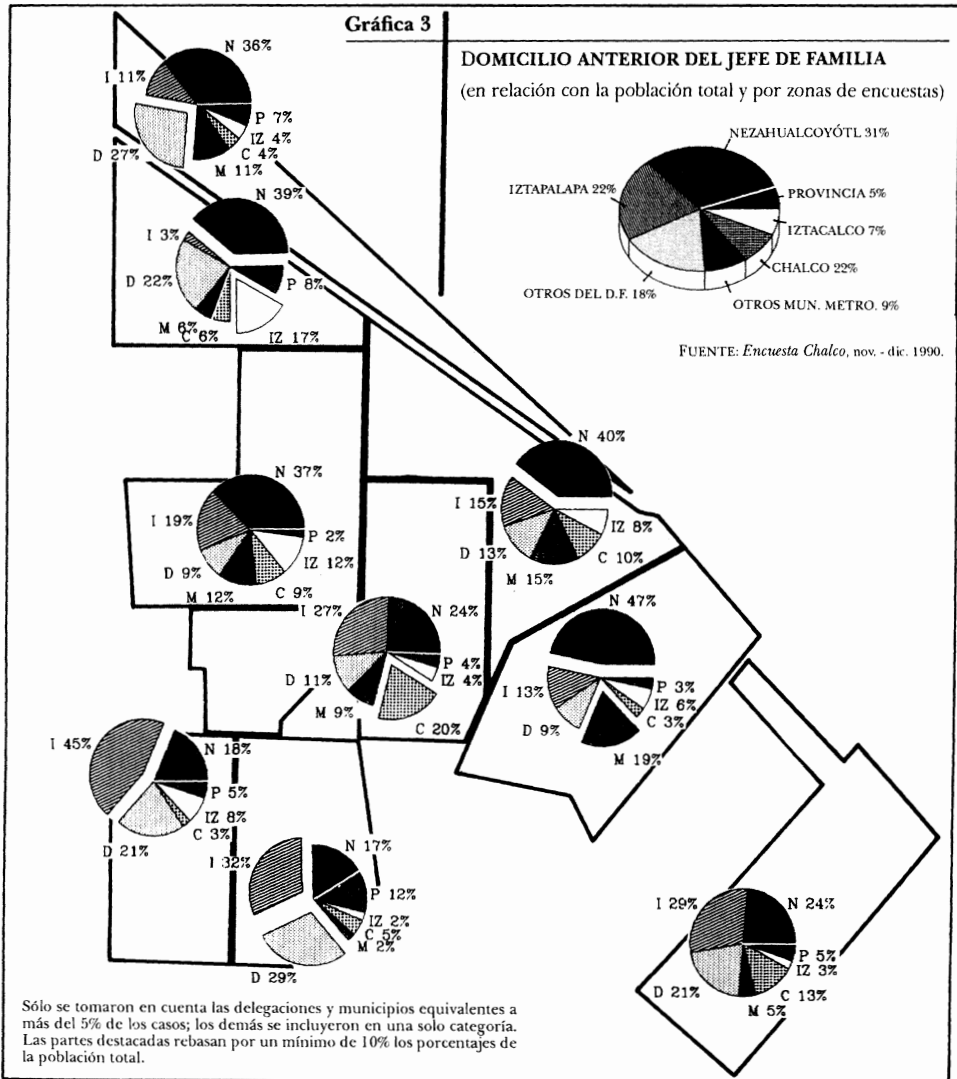 Gráfica 3
DOMICILIO ANTERIOR DEL JEFE DE FAMILIA
(en relación con la población total y por zonas de encuestas)
NEZAHUALCOYÓTL 31%
IZTAPALAPA 22%
PROVINCIA 5%
IZTACALCO 7%
CHALCO 22%
OTROS DEL D.F. 18%
OTROS MUN. METRO. 9%
FUENTE: Encuesta Chalco, nov. - dic. 1990.
N 36%
I 11%
P 7%
IZ 4%
C 4%
D 27%
M 11%
N 39%
I 3%
D 22%
P 8%
M 6%
C 6%
IZ 17%
N 40%
I 15%
IZ 8%
D 13%
C 10%
M 15%
N 37%
I 19%
P 2%
IZ 12%
D 9%
C 9%
M 12%
I 27%
N 24%
P 4%
IZ 4%
D 11%
M 9%
C 20%
N 47%
I 13%
P 3%
IZ 6%
C 3%
D 9%
M 19%
I 45%
N 18%
P 5%
IZ 8%
C 3%
D 21%
I 32%
N 17%
P 12%
IZ 2%
C 5%
M 2%
D 29%
I 29%
N 24%
P 5%
IZ 3%
D 21%
C 13%
M 5%
Sólo se tomaron en cuenta las delegaciones y municipios equivalentes a
más del 5% de los casos; los demás se incluyeron en una solo categoría.
Las partes destacadas rebasan por un mínimo de 10% los porcentajes de
la población total.